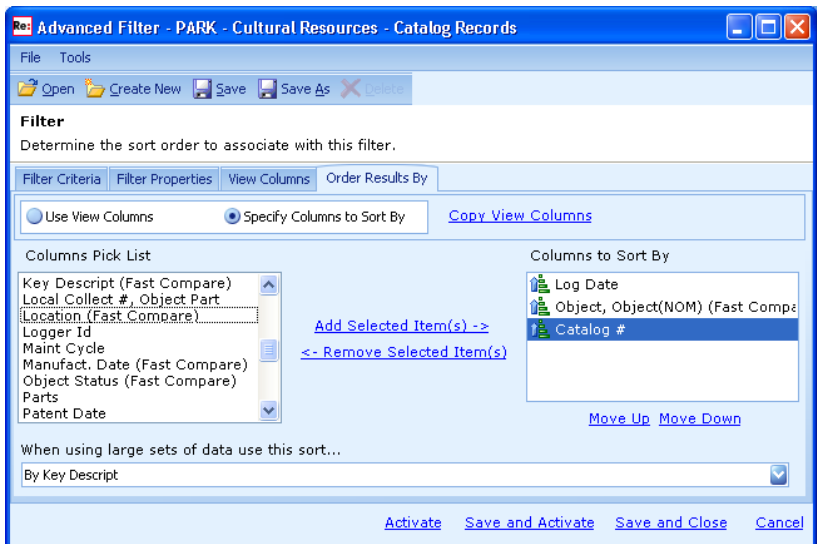 Re: Advanced Filter - PARK - Cultural Resources - Catalog Records
File Tools
Open Create New Save Save As Delete
Filter
Determine the sort order to associate with this filter.
Filter Criteria Filter Properties View Columns Order Results By
Use View Columns Specify Columns to Sort By Copy View Columns
Columns Pick List
Key Descript (Fast Compare)
Local Collect #, Object Part
Location (Fast Compare)
Logger Id
Maint Cycle
Manufact. Date (Fast Compare)
Object Status (Fast Compare)
Parts
Patent Date
Add Selected Item(s) ->
<- Remove Selected Item(s)
Columns to Sort By
Log Date
Object, Object(NOM) (Fast Compa
Catalog #
Move Up Move Down
When using large sets of data use this sort...
By Key Descript
Activate Save and Activate Save and Close Cancel